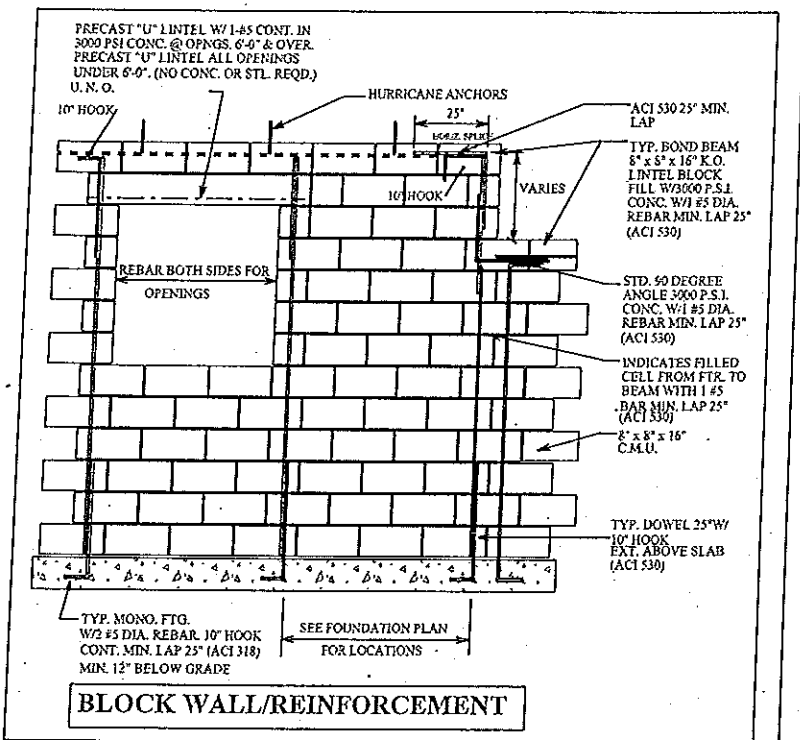 PRECAST "U" LINTEL W/ 1-#5 CONT. IN
3000 PSI CONC. @ OPNGS. 6'-0" & OVER.
PRECAST "U" LINTEL ALL OPENINGS
UNDER 6'-0". (NO CONC. OR STL. REQD.)
U. N. O.
10" HOOK
HURRICANE ANCHORS
25"
HORZ. SPLICE
ACI 530 25" MIN.
LAP
TYP. BOND BEAM
8" x 8" x 16" K.O.
LINTEL BLOCK
FILL W/3000 P.S.I.
CONC. W/1 #5 DIA.
REBAR MIN. LAP 25"
(ACI 530)
10" HOOK
VARIES
REBAR BOTH SIDES FOR
OPENINGS
STD. 90 DEGREE
ANGLE 3000 P.S.I.
CONC. W/1 #5 DIA.
REBAR MIN. LAP 25"
(ACI 530)
INDICATES FILLED
CELL FROM FTR. TO
BEAM WITH 1 #5
BAR MIN. LAP 25"
(ACI 530)
8" x 8" x 16"
C.M.U.
TYP. DOWEL 25" W/
10" HOOK
EXT. ABOVE SLAB
(ACI 530)
TYP. MONO. FTG.
W/2 #5 DIA. REBAR. 10" HOOK
CONT. MIN. LAP 25" (ACI 318)
MIN. 12" BELOW GRADE
SEE FOUNDATION PLAN
FOR LOCATIONS
BLOCK WALL/REINFORCEMENT